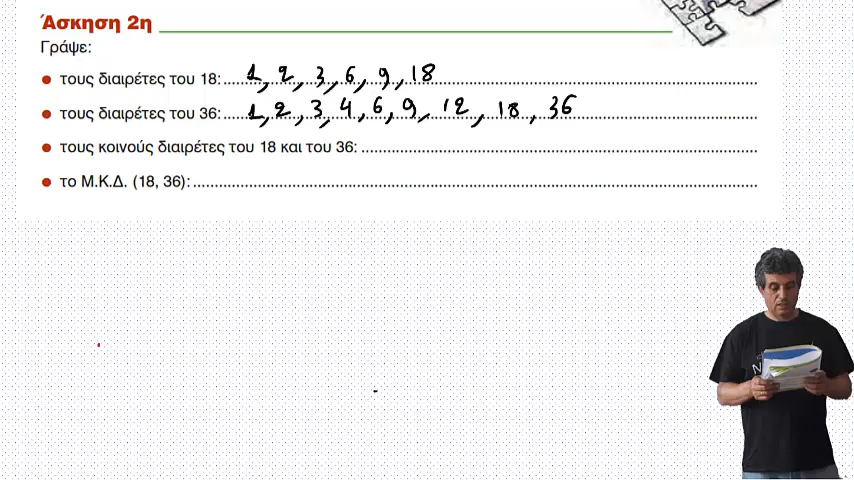 Άσκηση 2η
Γράψε:
• τους διαιρέτες του 18: 1, 2, 3, 6, 9, 18
• τους διαιρέτες του 36: 1, 2, 3, 4, 6, 9, 12, 18, 36
• τους κοινούς διαιρέτες του 18 και του 36:
• το Μ.Κ.Δ. (18, 36):